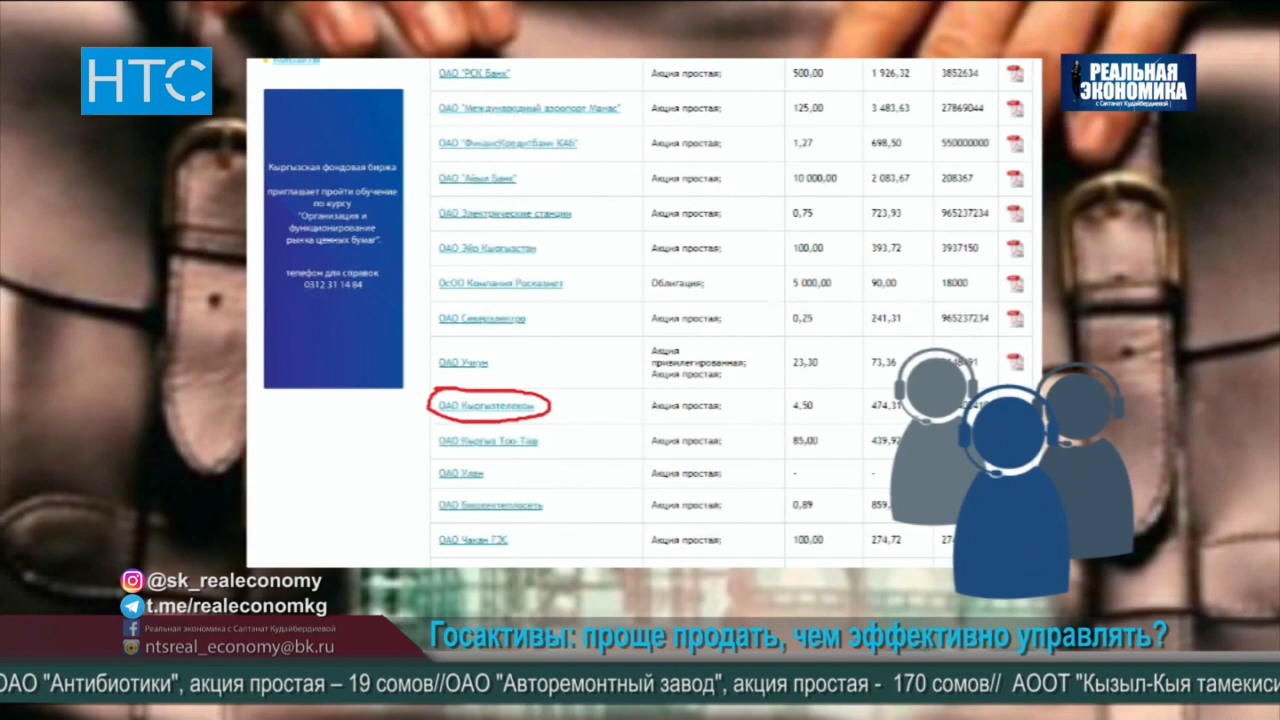 НТС
РЕАЛЬНАЯ
ЭКОНОМИКА
с Салтанат Кудайбердиевой
Контакты
Кыргызская фондовая биржа
приглашает пройти обучение
по курсу
"Организация и
функционирование
рынка ценных бумаг".
телефон для справок
0312 31 14 84
ОАО "РСК Банк" Акция простая; 500,00 1 926,32 3852634
ОАО "Международный аэропорт Манас" Акция простая; 125,00 3 483,63 27869044
ОАО "ФинансКредитбанк КАБ" Акция простая; 1,27 698,50 550000000
ОАО "Айыл Банк" Акция простая; 10 000,00 2 083,67 208367
ОАО Электрические станции Акция простая; 0,75 723,93 965237234
ОАО Эйр Кыргызстан Акция простая; 100,00 393,72 3937150
ОсОО Компания Росказмет Облигация; 5 000,00 90,00 18000
ОАО Северэлектро Акция простая; 0,25 241,31 965237234
ОАО Учкун Акция привилегированная; Акция простая; 23,30 73,36
ОАО Кыргызтелеком Акция простая; 4,50
ОАО Кыргыз Тоо-Таш Акция простая; 85,00 439,92
ОАО Улан Акция простая; - -
ОАО Бишкектеплосеть Акция простая; 0,89 859,
ОАО Чакан ГЭС Акция простая; 100,00 274,72
@sk_realeconomy
t.me/realeconomkg
Реальная экономика с Салтанат Кудайбердиевой
ntsreal_economy@bk.ru
Госактивы: проще продать, чем эффективно управлять?
ОАО "Антибиотики", акция простая – 19 сомов//ОАО "Авторемонтный завод", акция простая - 170 сомов// АООТ "Кызыл-Кыя тамекиси